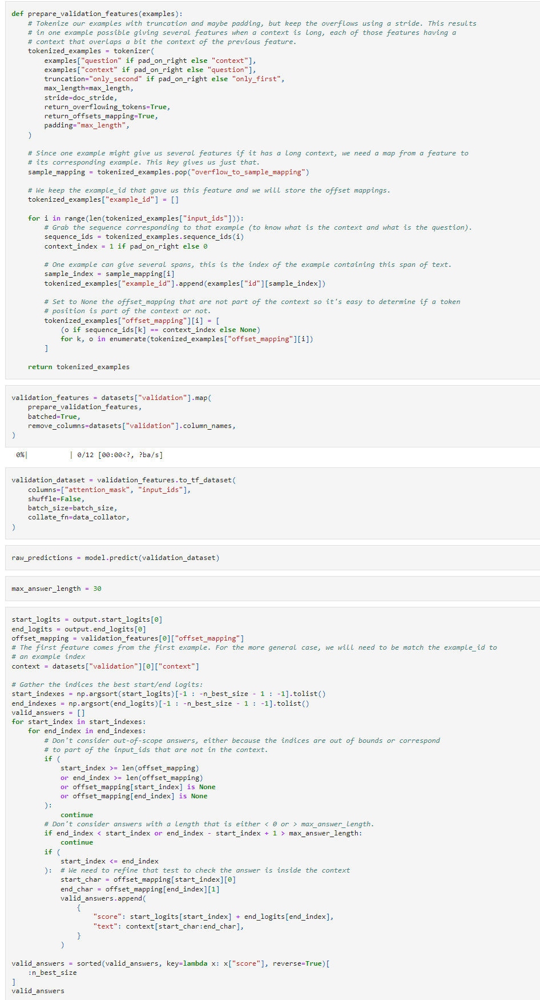 def prepare_validation_features(examples):
    # Tokenize our examples with truncation and maybe padding, but keep the overflows using a stride. This results
    # in one example possible giving several features when a context is long, each of those features having a
    # context that overlaps a bit the context of the previous feature.
    tokenized_examples = tokenizer(
        examples["question" if pad_on_right else "context"],
        examples["context" if pad_on_right else "question"],
        truncation="only_second" if pad_on_right else "only_first",
        max_length=max_length,
        stride=doc_stride,
        return_overflowing_tokens=True,
        return_offsets_mapping=True,
        padding="max_length",
    )

    # Since one example might give us several features if it has a long context, we need a map from a feature to
    # its corresponding example. This key gives us just that.
    sample_mapping = tokenized_examples.pop("overflow_to_sample_mapping")

    # We keep the example_id that gave us this feature and we will store the offset mappings.
    tokenized_examples["example_id"] = []

    for i in range(len(tokenized_examples["input_ids"])):
        # Grab the sequence corresponding to that example (to know what is the context and what is the question).
        sequence_ids = tokenized_examples.sequence_ids(i)
        context_index = 1 if pad_on_right else 0

        # One example can give several spans, this is the index of the example containing this span of text.
        sample_index = sample_mapping[i]
        tokenized_examples["example_id"].append(examples["id"][sample_index])

        # Set to None the offset_mapping that are not part of the context so it's easy to determine if a token
        # position is part of the context or not.
        tokenized_examples["offset_mapping"][i] = [
            (o if sequence_ids[k] == context_index else None)
            for k, o in enumerate(tokenized_examples["offset_mapping"][i])
        ]

    return tokenized_examples

validation_features = datasets["validation"].map(
    prepare_validation_features,
    batched=True,
    remove_columns=datasets["validation"].column_names,
)

0%|          | 0/12 [00:00<?, ?ba/s]

validation_dataset = validation_features.to_tf_dataset(
    columns=["attention_mask", "input_ids"],
    shuffle=False,
    batch_size=batch_size,
    collate_fn=data_collator,
)

raw_predictions = model.predict(validation_dataset)

max_answer_length = 30

start_logits = output.start_logits[0]
end_logits = output.end_logits[0]
offset_mapping = validation_features[0]["offset_mapping"]
# The first feature comes from the first example. For the more general case, we will need to be match the example_id to
# an example index
context = datasets["validation"][0]["context"]

# Gather the indices the best start/end logits:
start_indexes = np.argsort(start_logits)[-1 : -n_best_size - 1 : -1].tolist()
end_indexes = np.argsort(end_logits)[-1 : -n_best_size - 1 : -1].tolist()
valid_answers = []
for start_index in start_indexes:
    for end_index in end_indexes:
        # Don't consider out-of-scope answers, either because the indices are out of bounds or correspond
        # to part of the input_ids that are not in the context.
        if (
            start_index >= len(offset_mapping)
            or end_index >= len(offset_mapping)
            or offset_mapping[start_index] is None
            or offset_mapping[end_index] is None
        ):
            continue
        # Don't consider answers with a length that is either < 0 or > max_answer_length.
        if end_index < start_index or end_index - start_index + 1 > max_answer_length:
            continue
        if (
            start_index <= end_index
        ):  # We need to refine that test to check the answer is inside the context
            start_char = offset_mapping[start_index][0]
            end_char = offset_mapping[end_index][1]
            valid_answers.append(
                {
                    "score": start_logits[start_index] + end_logits[end_index],
                    "text": context[start_char:end_char],
                }
            )

valid_answers = sorted(valid_answers, key=lambda x: x["score"], reverse=True)[
    :n_best_size
]
valid_answers